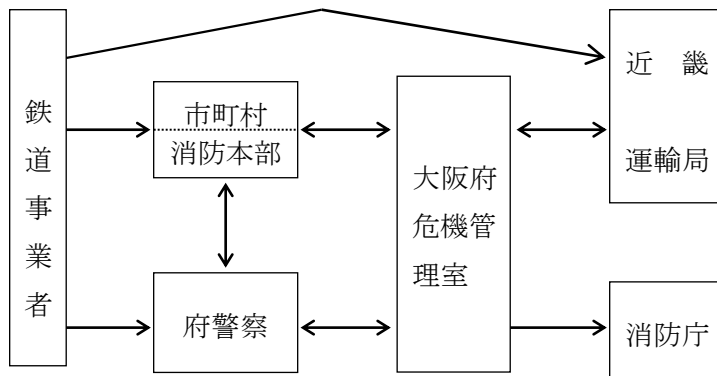 鉄道事業者
市町村
消防本部
府警察
大阪府
危機管
理室
近　畿
運輸局
消防庁